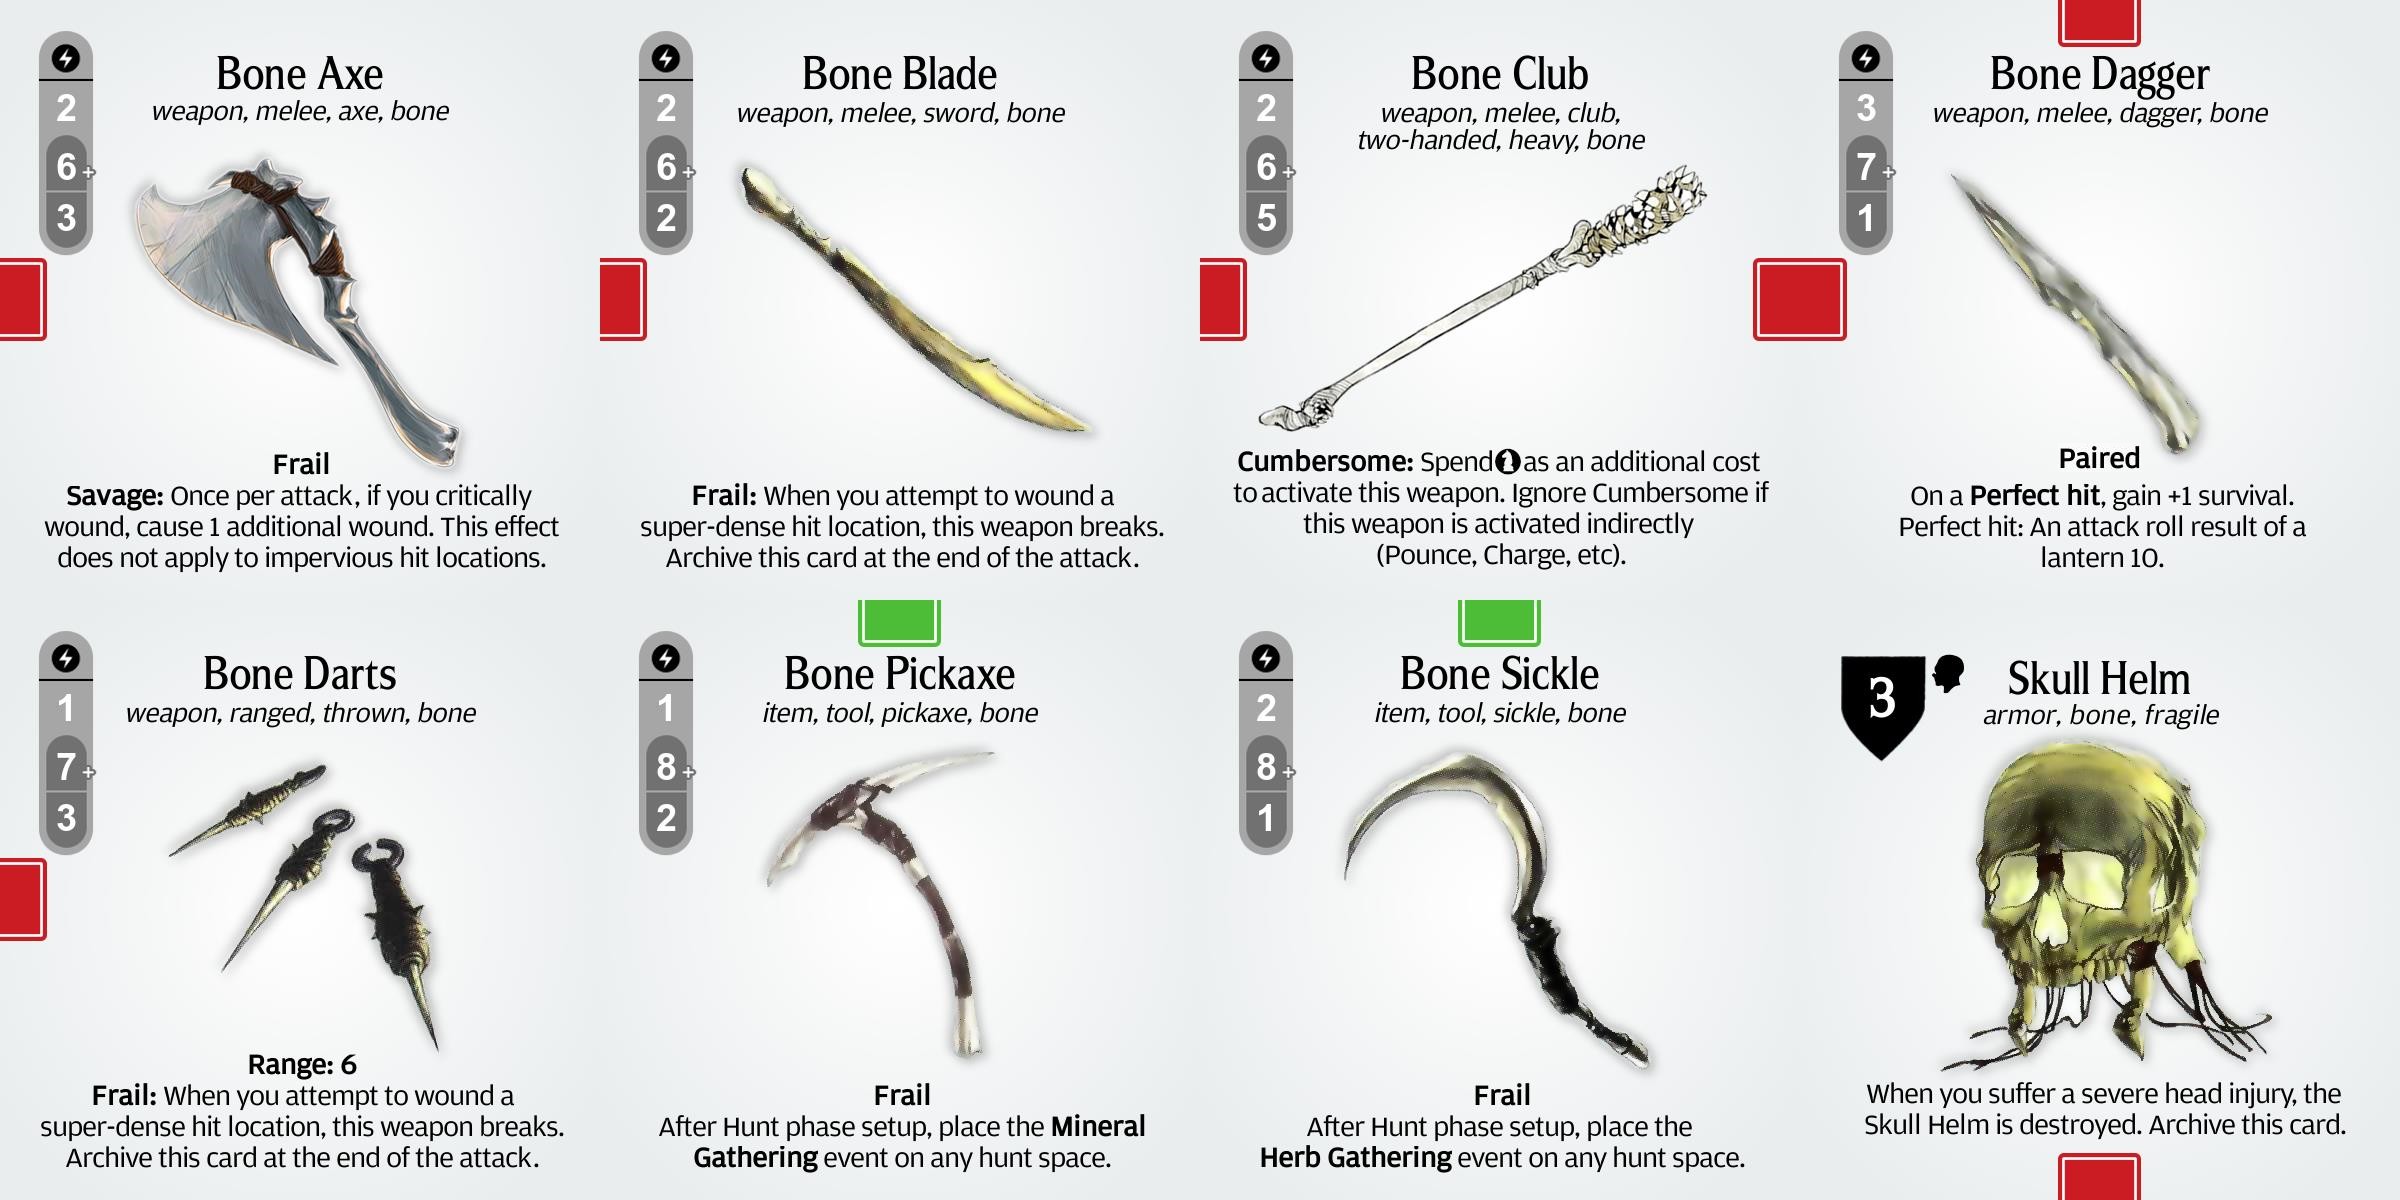 Bone Axe
weapon, melee, axe, bone
2
6+
3
Frail
Savage: Once per attack, if you critically
wound, cause 1 additional wound. This effect
does not apply to impervious hit locations.
Bone Blade
weapon, melee, sword, bone
2
6+
2
Frail: When you attempt to wound a
super-dense hit location, this weapon breaks.
Archive this card at the end of the attack.
Bone Club
weapon, melee, club,
two-handed, heavy, bone
2
6+
5
Cumbersome: Spend as an additional cost
to activate this weapon. Ignore Cumbersome if
this weapon is activated indirectly
(Pounce, Charge, etc).
Bone Dagger
weapon, melee, dagger, bone
3
7+
1
Paired
On a Perfect hit, gain +1 survival.
Perfect hit: An attack roll result of a
lantern 10.
Bone Darts
weapon, ranged, thrown, bone
1
7+
3
Range: 6
Frail: When you attempt to wound a
super-dense hit location, this weapon breaks.
Archive this card at the end of the attack.
Bone Pickaxe
item, tool, pickaxe, bone
1
8+
2
Frail
After Hunt phase setup, place the Mineral
Gathering event on any hunt space.
Bone Sickle
item, tool, sickle, bone
2
8+
1
Frail
After Hunt phase setup, place the
Herb Gathering event on any hunt space.
3
Skull Helm
armor, bone, fragile
When you suffer a severe head injury, the
Skull Helm is destroyed. Archive this card.